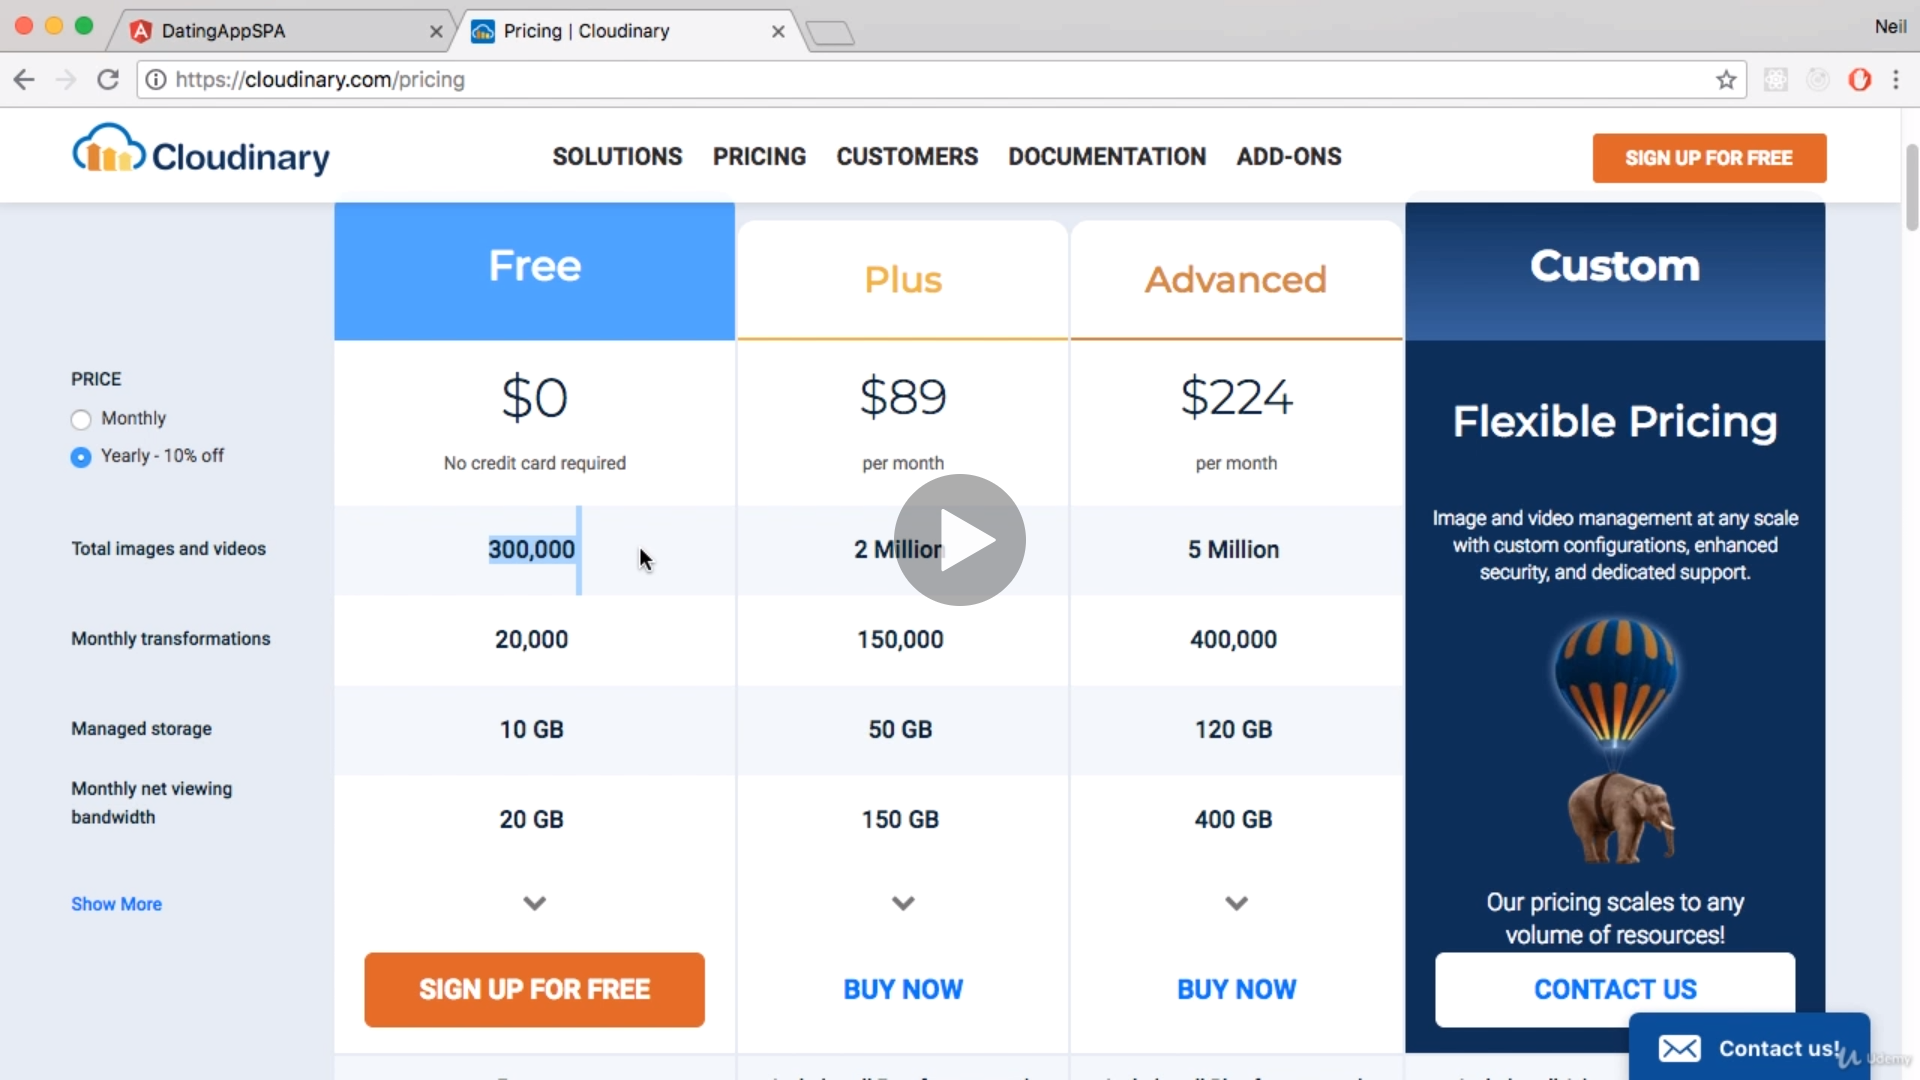 DatingAppSPA
Pricing | Cloudinary
Neil
https://cloudinary.com/pricing
Cloudinary
SOLUTIONS PRICING CUSTOMERS DOCUMENTATION ADD-ONS
SIGN UP FOR FREE
Free
Plus
Advanced
Custom
PRICE
Monthly
Yearly - 10% off
$0
No credit card required
$89
per month
$224
per month
Flexible Pricing
Image and video management at any scale
with custom configurations, enhanced
security, and dedicated support.
Total images and videos
300,000
2 Million
5 Million
Monthly transformations
20,000
150,000
400,000
Managed storage
10 GB
50 GB
120 GB
Monthly net viewing
bandwidth
20 GB
150 GB
400 GB
Show More
Our pricing scales to any
volume of resources!
SIGN UP FOR FREE
BUY NOW
BUY NOW
CONTACT US
Contact us!
Udemy